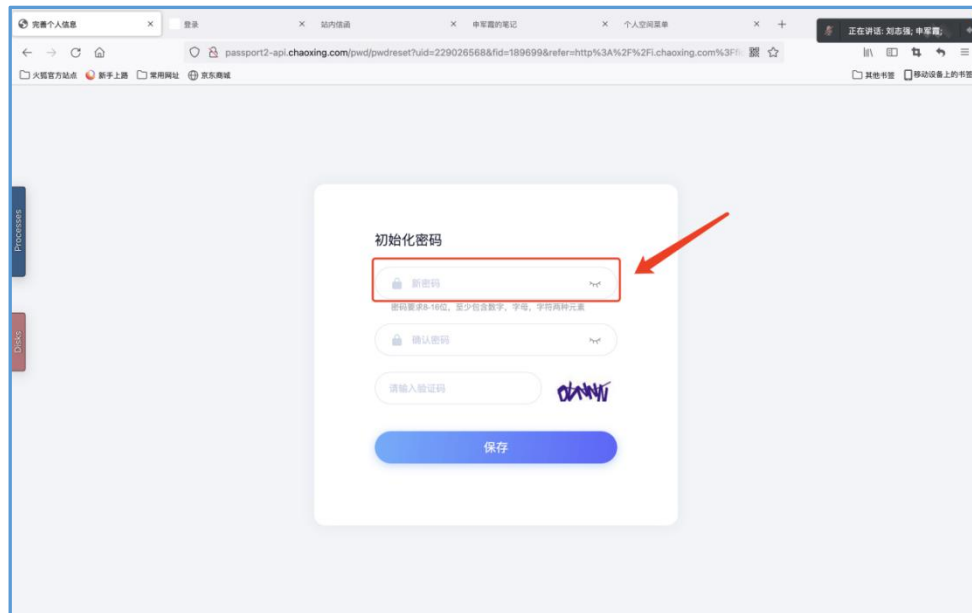 完善个人信息 × 登录 × 站内信函 × 申军霞的笔记 × 个人空间菜单 × +
正在讲话: 刘志强; 申军霞;
passport2-api.chaoxing.com/pwd/pwdreset?uid=229026568&fid=189699&refer=http%3A%2F%2Fi.chaoxing.com%3Ff
火狐官方站点 新手上路 常用网址 京东商城 其他书签 移动设备上的书签
Processes
Disks
初始化密码
新密码
密码要求8-16位，至少包含数字，字母，字符两种元素
确认密码
请输入验证码
保存